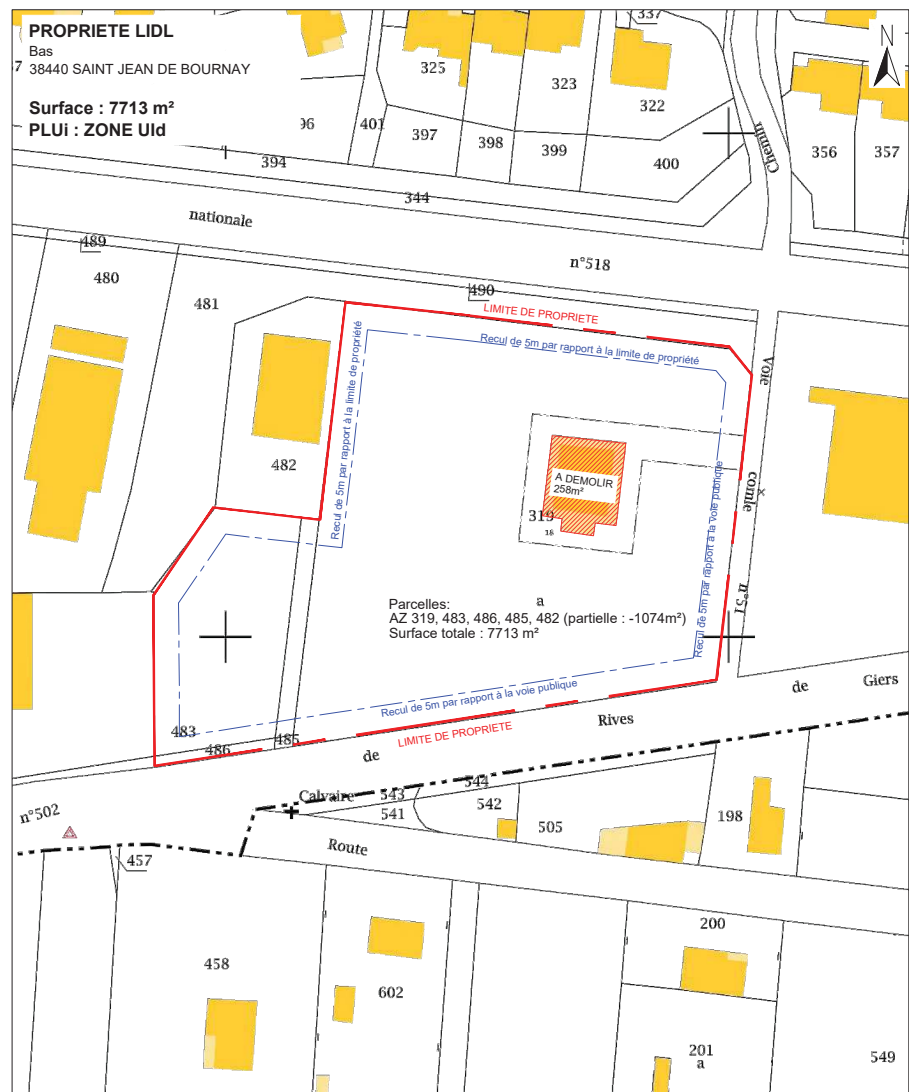 PROPRIETE LIDL
Bas
38440 SAINT JEAN DE BOURNAY
Surface : 7713 m²
PLUi : ZONE UId
N
325
323
322
401
397
398
399
400
356
357
Chemin
394
344
nationale
n°518
489
480
481
490
LIMITE DE PROPRIETE
Recul de 5m par rapport à la limite de propriété
Recul de 5m par rapport à la limite de propriété
Voie
comle
n°51
482
A DEMOLIR
258m²
319
18
Recul de 5m par rapport à la voie publique
a
Parcelles:
AZ 319, 483, 486, 485, 482 (partielle : -1074m²)
Surface totale : 7713 m²
Recul de 5m par rapport à la voie publique
LIMITE DE PROPRIETE
483
486
485
de
Rives
de
Giers
n°502
Calvaire
543
544
541
542
505
198
457
Route
458
602
200
201
a
549